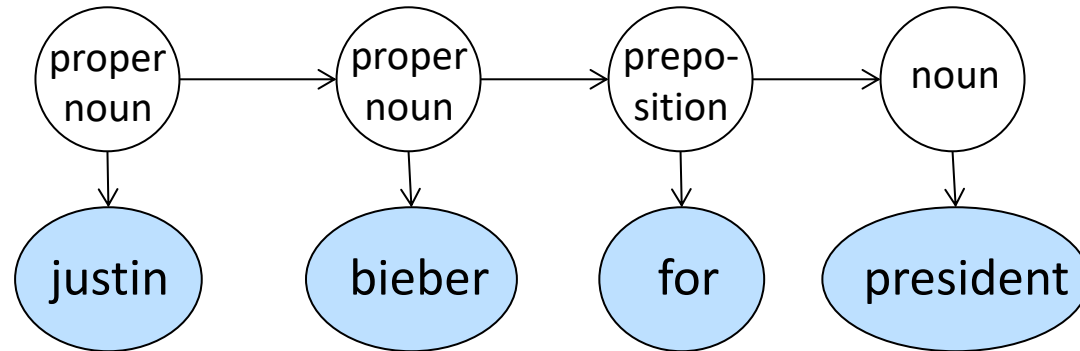 proper
noun
proper
noun
prepo-
sition
noun
justin
bieber
for
president